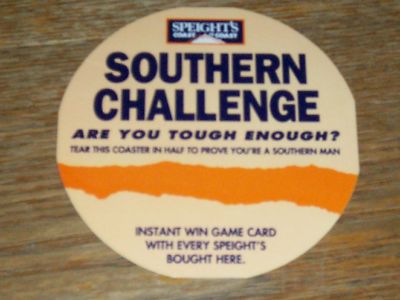 SPEIGHT'S
COAST TO COAST
SOUTHERN
CHALLENGE
ARE YOU TOUGH ENOUGH?
TEAR THIS COASTER IN HALF TO PROVE YOU'RE A SOUTHERN MAN
INSTANT WIN GAME CARD
WITH EVERY SPEIGHT'S
BOUGHT HERE.